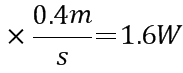 × 0.4m/s = 1.6W